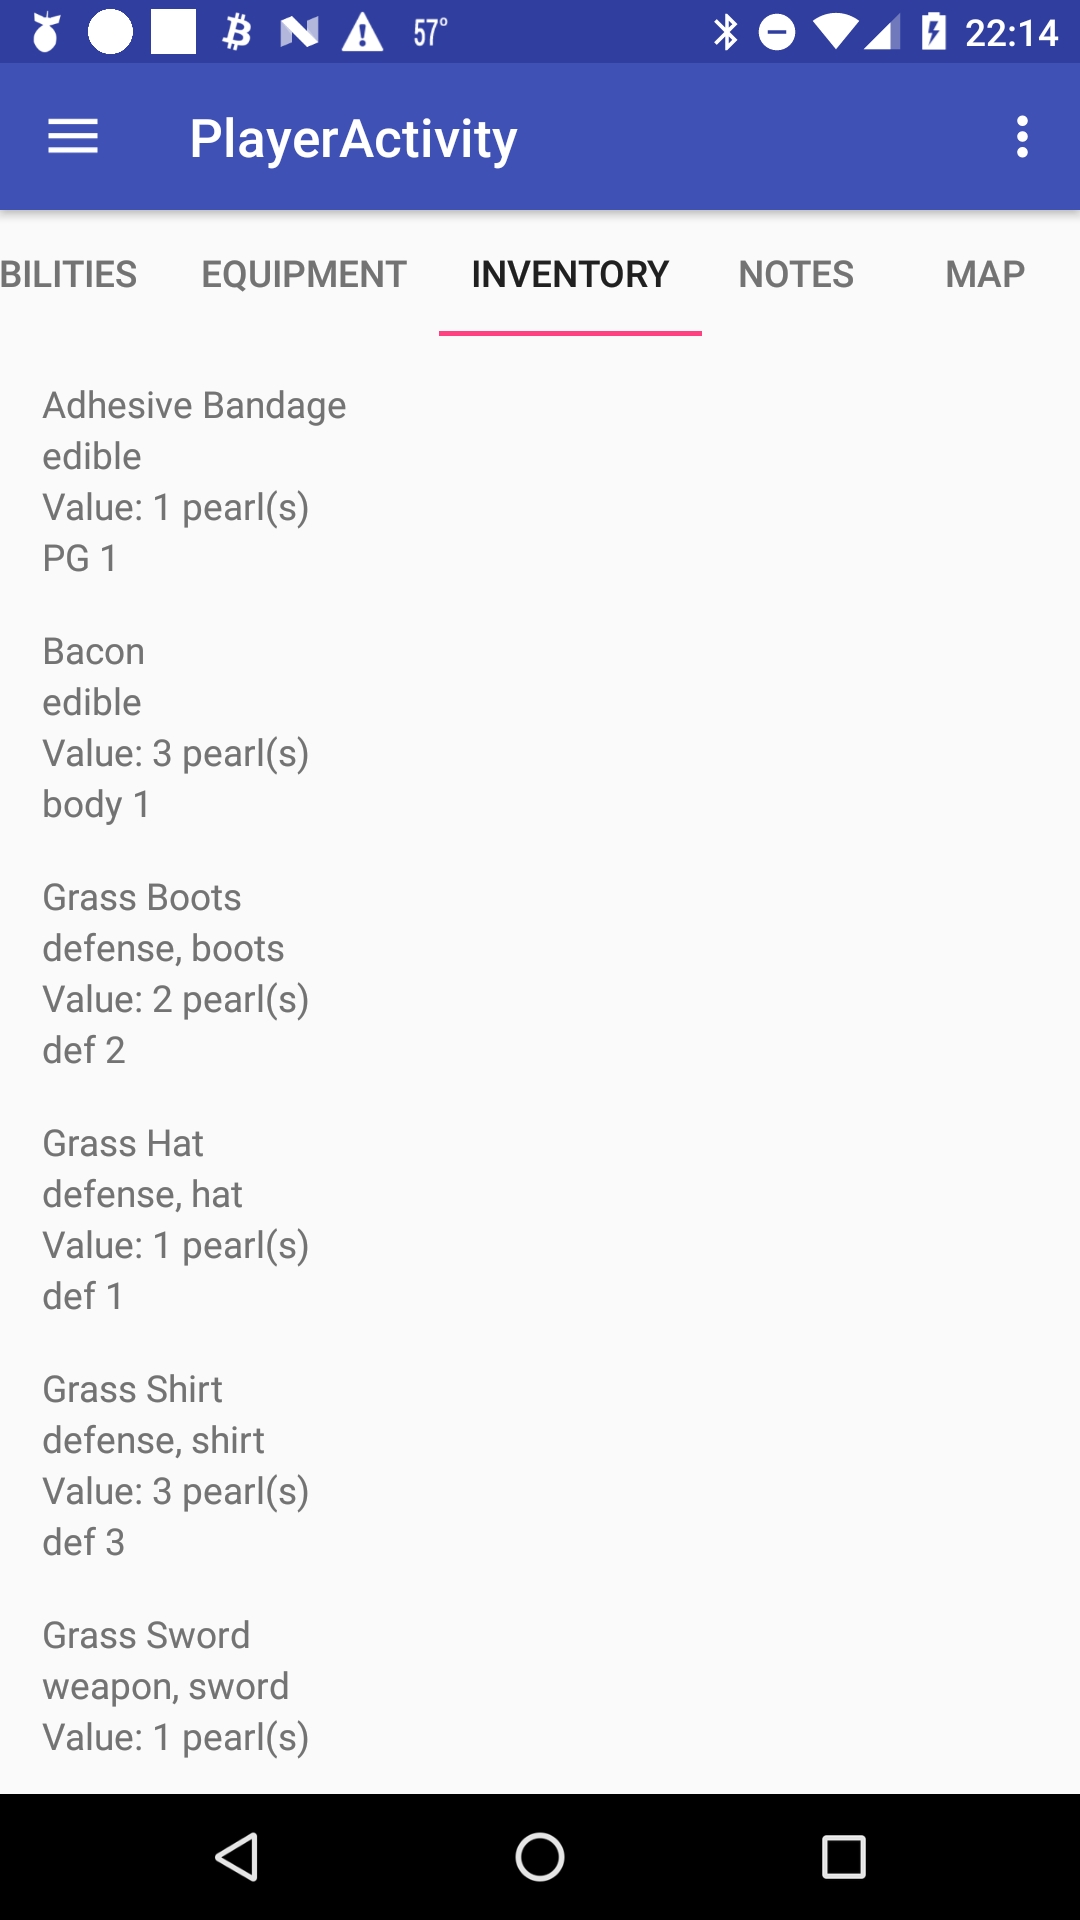 57° 22:14
PlayerActivity
BILITIES EQUIPMENT INVENTORY NOTES MAP
Adhesive Bandage
edible
Value: 1 pearl(s)
PG 1
Bacon
edible
Value: 3 pearl(s)
body 1
Grass Boots
defense, boots
Value: 2 pearl(s)
def 2
Grass Hat
defense, hat
Value: 1 pearl(s)
def 1
Grass Shirt
defense, shirt
Value: 3 pearl(s)
def 3
Grass Sword
weapon, sword
Value: 1 pearl(s)